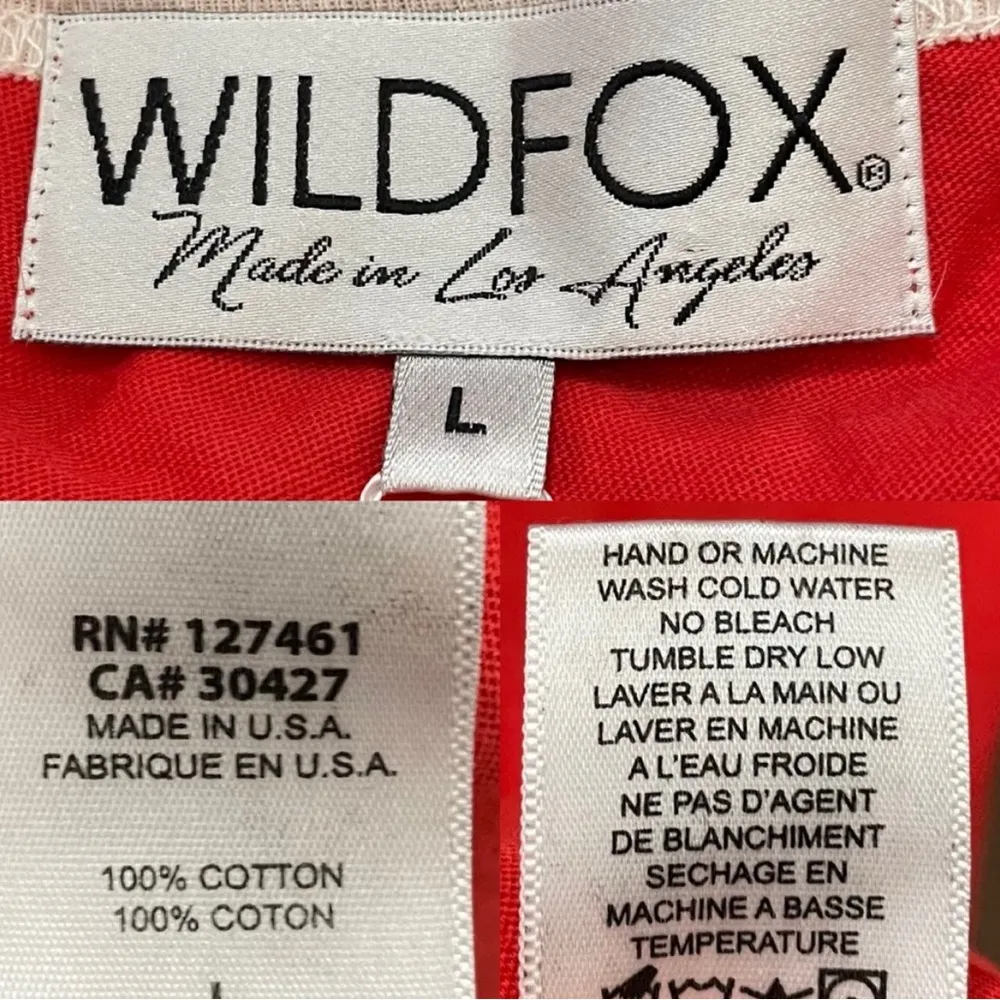 WILDFOX
Made in Los Angeles
L
RN# 127461
CA# 30427
MADE IN U.S.A.
FABRIQUE EN U.S.A.
100% COTTON
100% COTON
HAND OR MACHINE
WASH COLD WATER
NO BLEACH
TUMBLE DRY LOW
LAVER A LA MAIN OU
LAVER EN MACHINE
A L'EAU FROIDE
NE PAS D'AGENT
DE BLANCHIMENT
SECHAGE EN
MACHINE A BASSE
TEMPERATURE